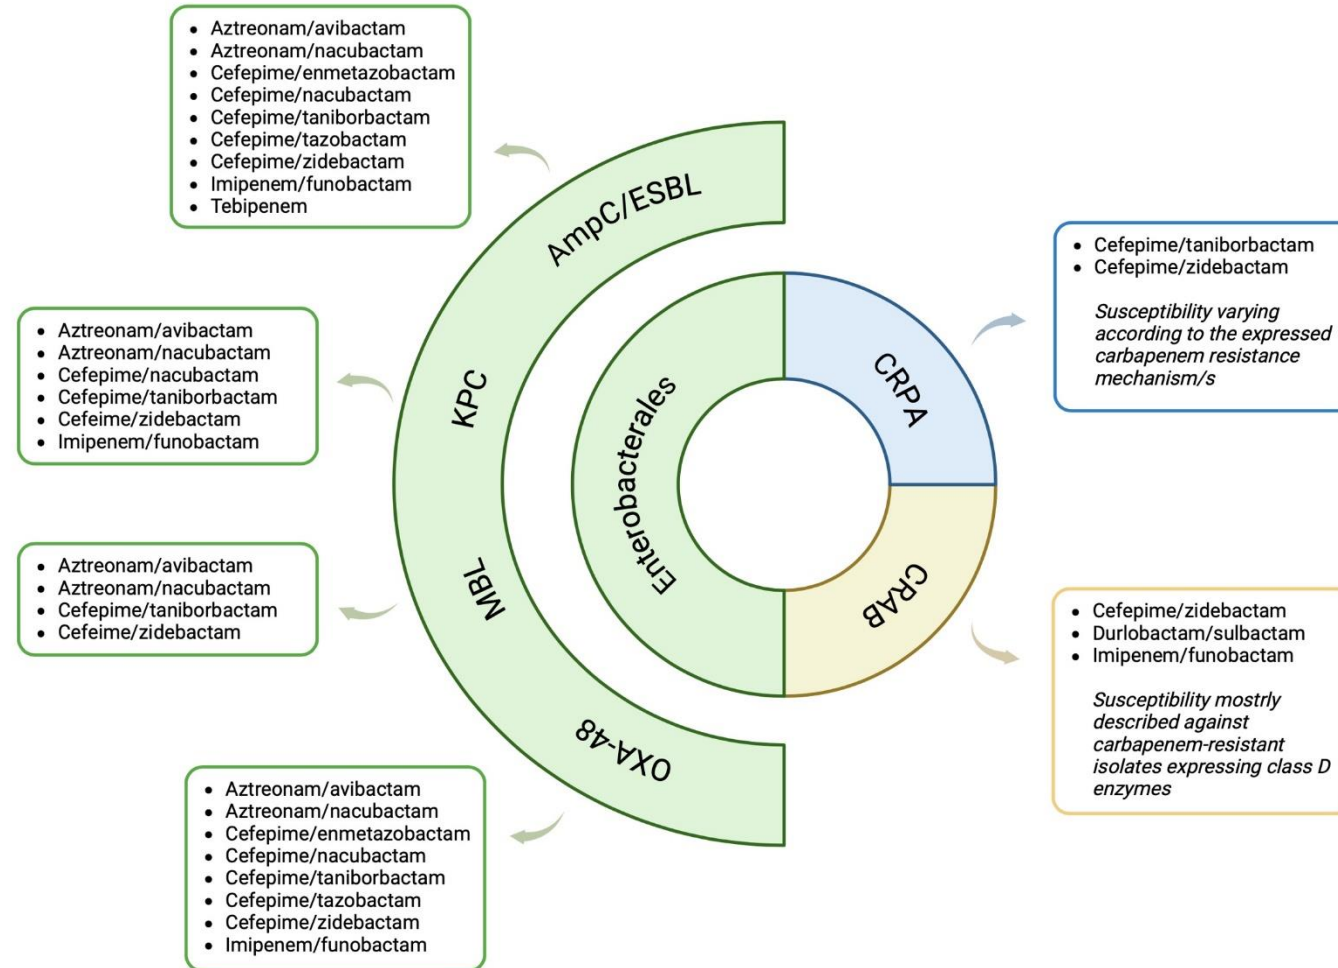 • Aztreonam/avibactam
• Aztreonam/nacubactam
• Cefepime/enmetazobactam
• Cefepime/nacubactam
• Cefepime/taniborbactam
• Cefepime/tazobactam
• Cefepime/zidebactam
• Imipenem/funobactam
• Tebipenem
AmpC/ESBL
• Aztreonam/avibactam
• Aztreonam/nacubactam
• Cefepime/nacubactam
• Cefepime/taniborbactam
• Cefeime/zidebactam
• Imipenem/funobactam
KPC
• Aztreonam/avibactam
• Aztreonam/nacubactam
• Cefepime/taniborbactam
• Cefeime/zidebactam
MBL
• Aztreonam/avibactam
• Aztreonam/nacubactam
• Cefepime/enmetazobactam
• Cefepime/nacubactam
• Cefepime/taniborbactam
• Cefepime/tazobactam
• Cefepime/zidebactam
• Imipenem/funobactam
OXA-48
Enterobacterales
CRPA
• Cefepime/taniborbactam
• Cefepime/zidebactam
Susceptibility varying
according to the expressed
carbapenem resistance
mechanism/s
CRAB
• Cefepime/zidebactam
• Durlobactam/sulbactam
• Imipenem/funobactam
Susceptibility mostrly
described against
carbapenem-resistant
isolates expressing class D
enzymes